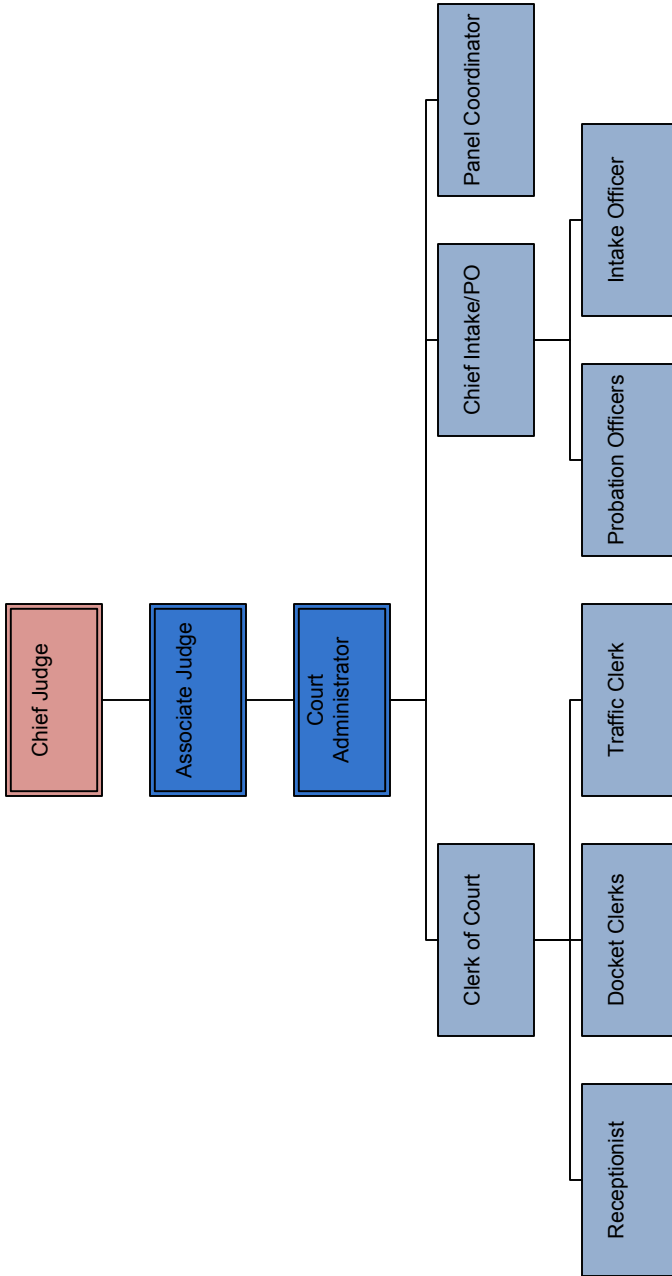 Chief Judge
Associate Judge
Court
Administrator
Clerk of Court
Chief Intake/PO
Panel Coordinator
Receptionist
Docket Clerks
Traffic Clerk
Probation Officers
Intake Officer